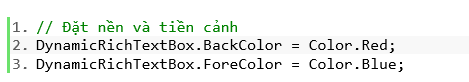 1. // Đặt nền và tiền cảnh
2. DynamicRichTextBox.BackColor = Color.Red;
3. DynamicRichTextBox.ForeColor = Color.Blue;